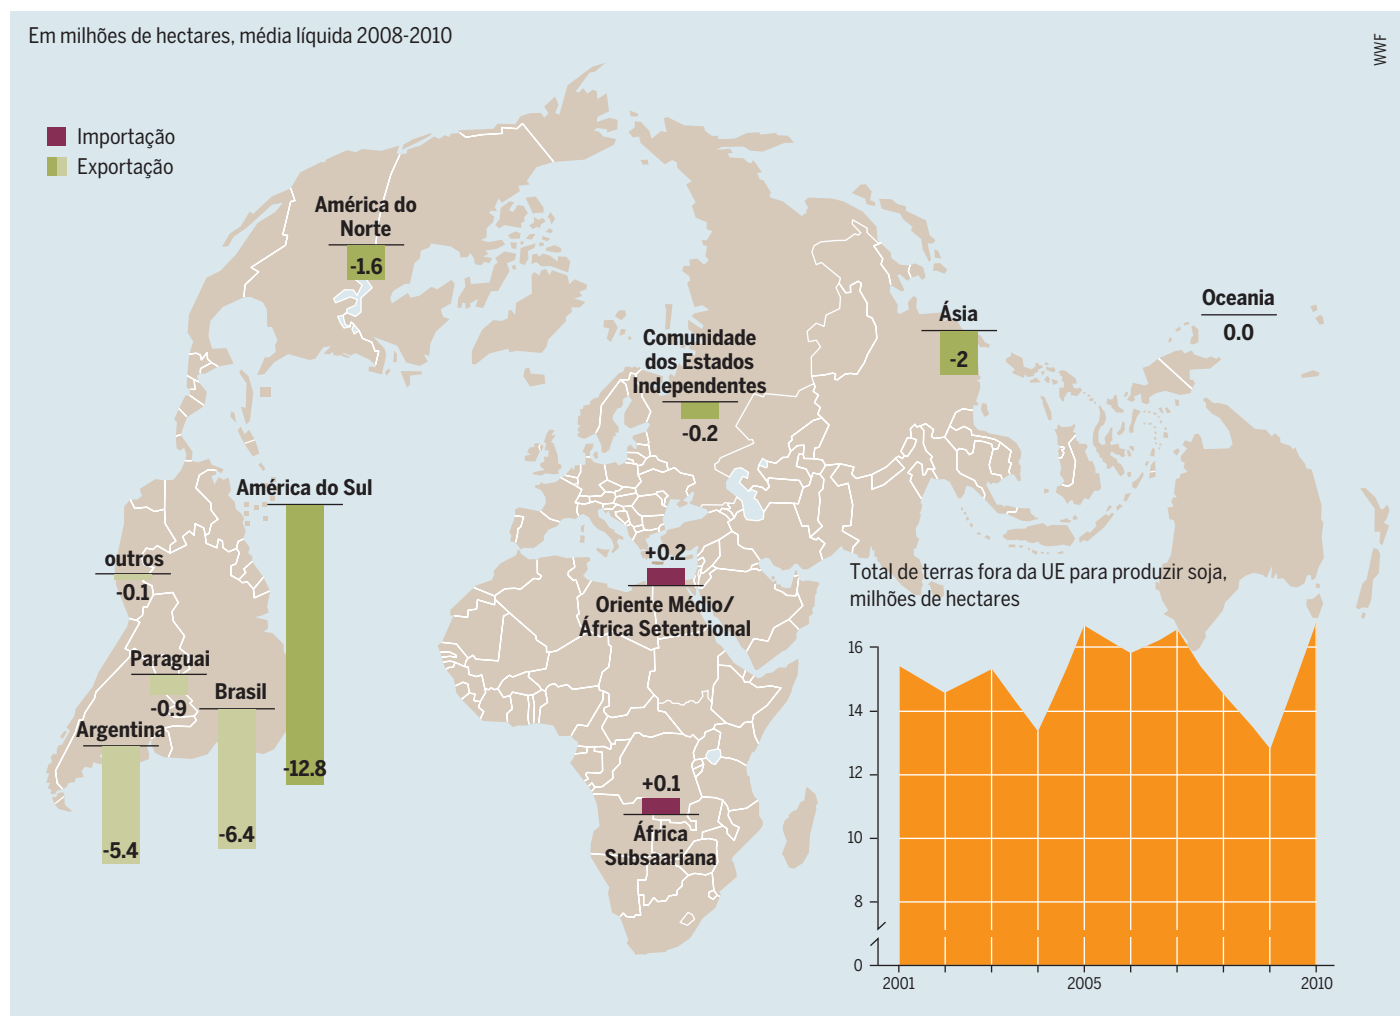 Em milhões de hectares, média líquida 2008-2010
WWF
Importação
Exportação
América do
Norte
-1.6
Comunidade
dos Estados
Independentes
-0.2
Ásia
-2
Oceania
0.0
América do Sul
-12.8
outros
-0.1
Paraguai
-0.9
Brasil
-6.4
Argentina
-5.4
+0.2
Oriente Médio/
África Setentrional
+0.1
África
Subsaariana
Total de terras fora da UE para produzir soja,
milhões de hectares
16
14
12
10
8
0
2001
2005
2010